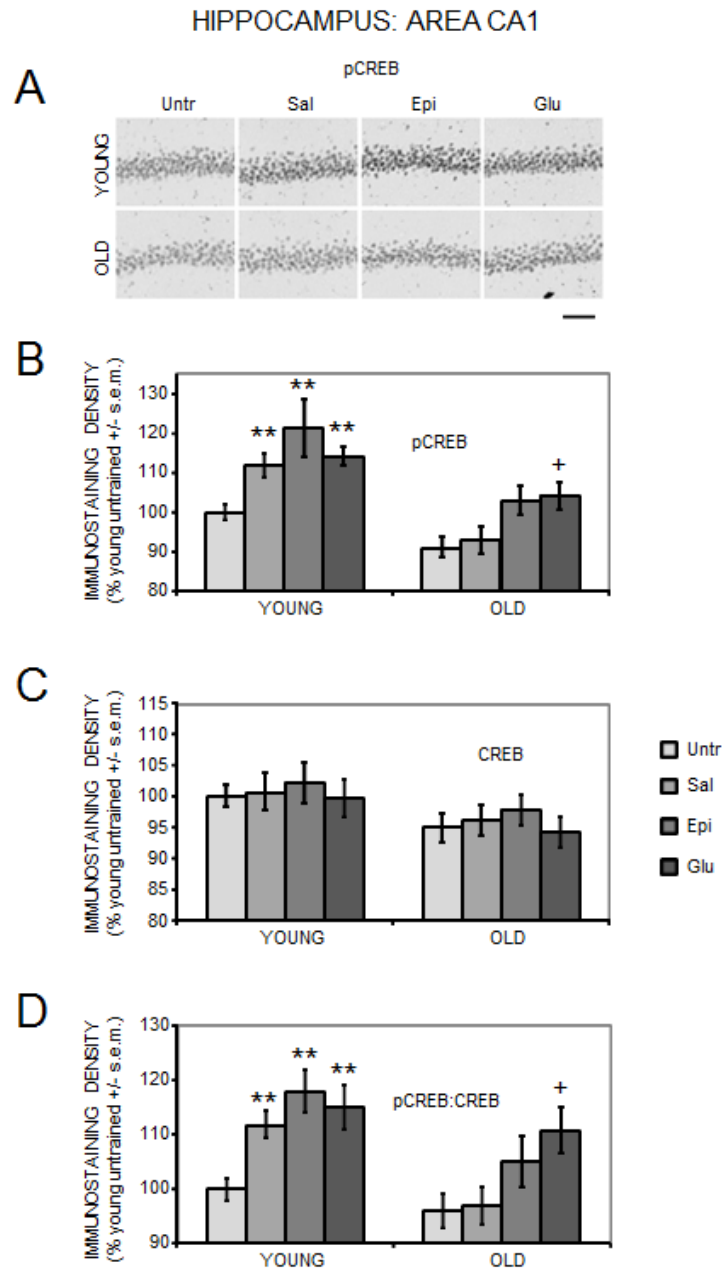 HIPPOCAMPUS: AREA CA1
A
pCREB
Untr Sal Epi Glu
YOUNG
OLD
B
IMMUNOSTAINING DENSITY
(% young untrained +/- s.e.m.)
130
120
110
100
90
80
** ** **
pCREB
+
YOUNG OLD
C
IMMUNOSTAINING DENSITY
(% young untrained +/- s.e.m.)
115
110
105
100
95
90
85
80
CREB
YOUNG OLD
Untr
Sal
Epi
Glu
D
IMMUNOSTAINING DENSITY
(% young untrained +/- s.e.m.)
130
120
110
100
90
** ** **
pCREB:CREB
+
YOUNG OLD